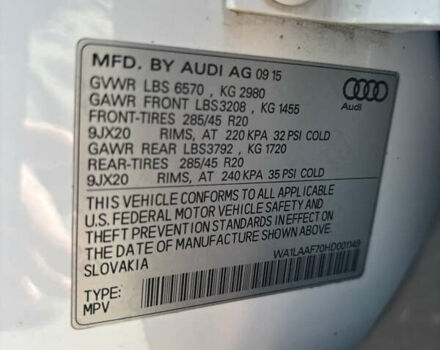 MFD. BY AUDI AG 09 15
GVWR LBS 6570 , KG 2980
GAWR FRONT LBS3208 , KG 1455
FRONT-TIRES 285/45 R20
9JX20 RIMS, AT 220 KPA 32 PSI COLD
GAWR REAR LBS3792 , KG 1720
REAR-TIRES 285/45 R20
9JX20 RIMS, AT 240 KPA 35 PSI COLD
Audi
THIS VEHICLE CONFORMS TO ALL APPLICABLE
U.S. FEDERAL MOTOR VEHICLE SAFETY AND
THEFT PREVENTION STANDARDS IN EFFECT ON
THE DATE OF MANUFACTURE SHOWN ABOVE.
SLOVAKIA
WA1LAAF70HD001149
TYPE:
MPV